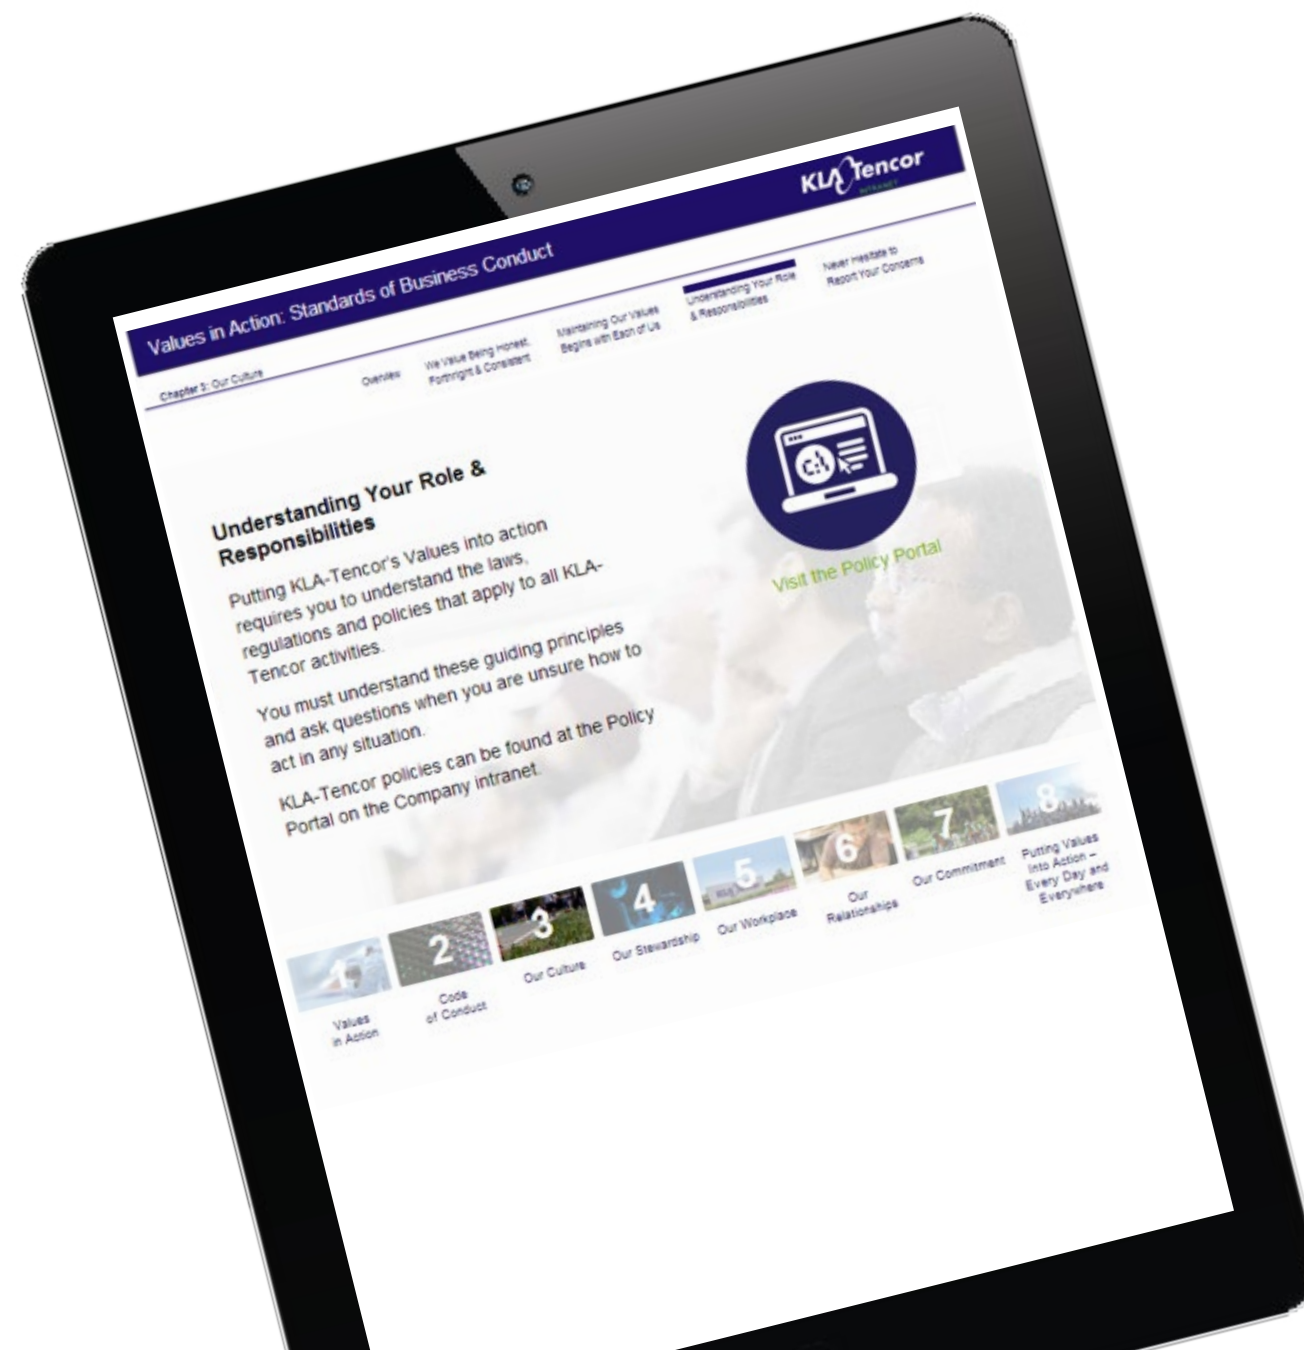 KLA Tencor
INTRANET
Values in Action: Standards of Business Conduct
Chapter 3: Our Culture
Overview
We Value Being Honest,
Forthright & Consistent
Maintaining Our Values
Begins with Each of Us
Understanding Your Role
& Responsibilities
Never Hesitate to
Report Your Concerns
Understanding Your Role &
Responsibilities
Putting KLA-Tencor's Values into action
requires you to understand the laws,
regulations and policies that apply to all KLA-
Tencor activities.
You must understand these guiding principles
and ask questions when you are unsure how to
act in any situation.
KLA-Tencor policies can be found at the Policy
Portal on the Company intranet.
c:\
Visit the Policy Portal
1
Values
in Action
2
Code
of Conduct
3
Our Culture
4
Our Stewardship
5
Our Workplace
6
Our
Relationships
7
Our Commitment
8
Putting Values
into Action –
Every Day and
Everywhere